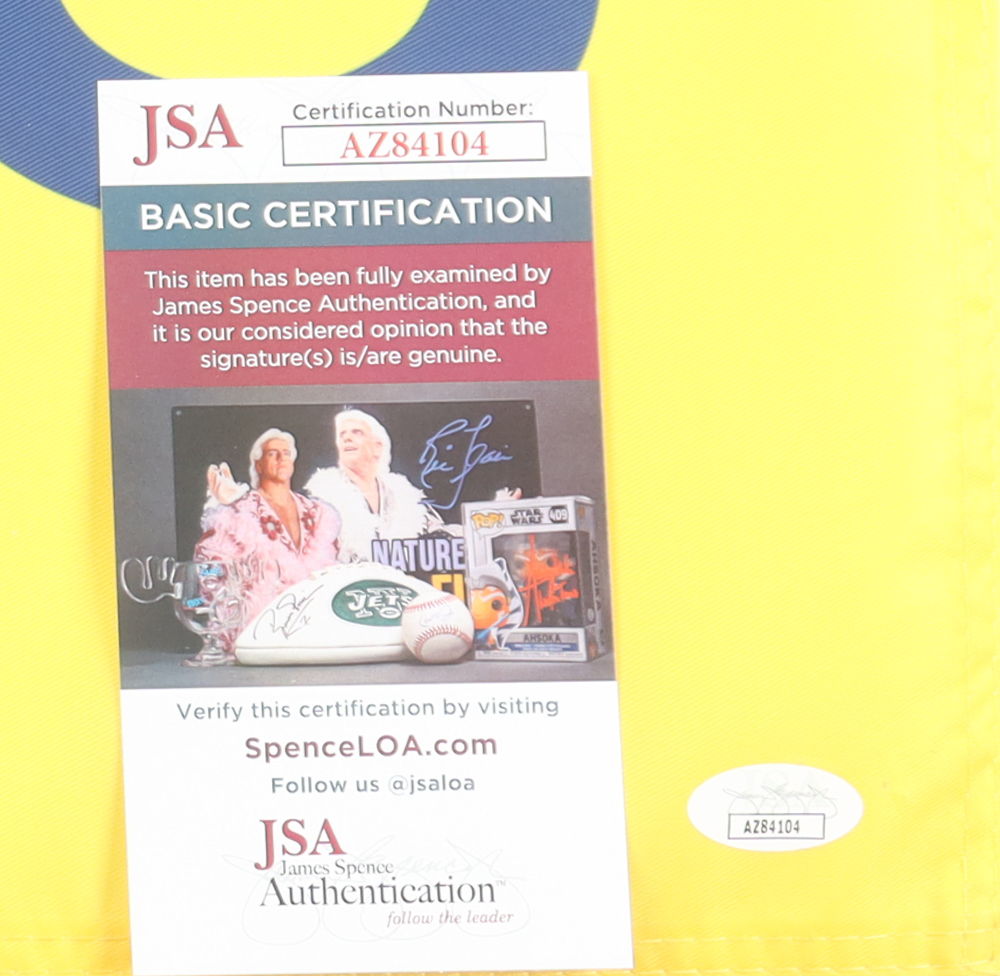 JSA
Certification Number:
AZ84104
BASIC CERTIFICATION
This item has been fully examined by
James Spence Authentication, and
it is our considered opinion that the
signature(s) is/are genuine.
POP!
STAR
WARS
409
NATURE
JETS
AHSOKA
Verify this certification by visiting
SpenceLOA.com
Follow us @jsaloa
JSA
James Spence
Authentication™
follow the leader
AZ84104